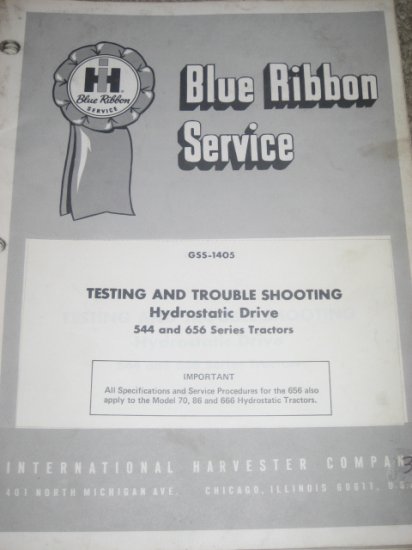 IH
Blue Ribbon
SERVICE
Blue Ribbon
Service
GSS-1405
TESTING AND TROUBLE SHOOTING
Hydrostatic Drive
544 and 656 Series Tractors
IMPORTANT
All Specifications and Service Procedures for the 656 also
apply to the Model 70, 86 and 666 Hydrostatic Tractors.
INTERNATIONAL HARVESTER COMPAN
401 NORTH MICHIGAN AVE. CHICAGO, ILLINOIS 60611, U.S.